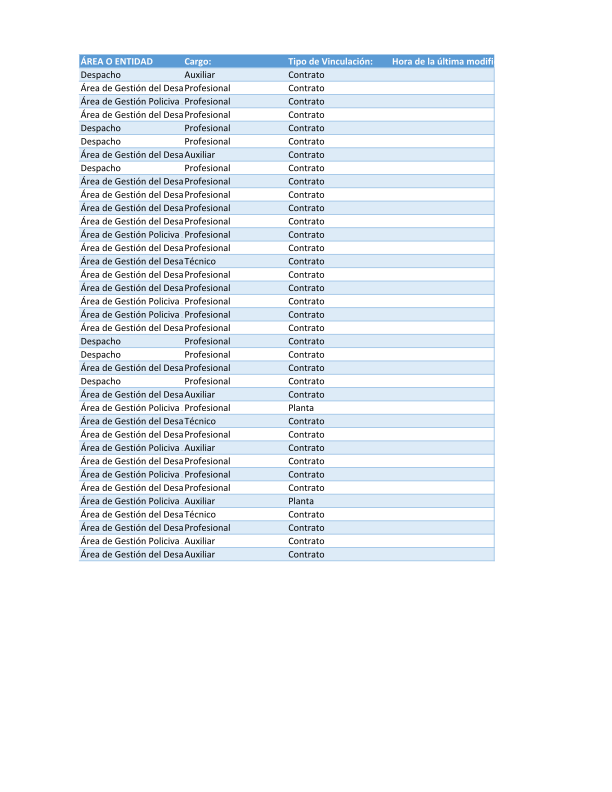 ÁREA O ENTIDAD Cargo: Tipo de Vinculación: Hora de la última modifi
Despacho Auxiliar Contrato
Área de Gestión del Desa Profesional Contrato
Área de Gestión Policiva Profesional Contrato
Área de Gestión del Desa Profesional Contrato
Despacho Profesional Contrato
Despacho Profesional Contrato
Área de Gestión del Desa Auxiliar Contrato
Despacho Profesional Contrato
Área de Gestión del Desa Profesional Contrato
Área de Gestión del Desa Profesional Contrato
Área de Gestión del Desa Profesional Contrato
Área de Gestión del Desa Profesional Contrato
Área de Gestión Policiva Profesional Contrato
Área de Gestión del Desa Profesional Contrato
Área de Gestión del Desa Técnico Contrato
Área de Gestión del Desa Profesional Contrato
Área de Gestión del Desa Profesional Contrato
Área de Gestión Policiva Profesional Contrato
Área de Gestión Policiva Profesional Contrato
Área de Gestión del Desa Profesional Contrato
Despacho Profesional Contrato
Despacho Profesional Contrato
Área de Gestión del Desa Profesional Contrato
Despacho Profesional Contrato
Área de Gestión del Desa Auxiliar Contrato
Área de Gestión Policiva Profesional Planta
Área de Gestión del Desa Técnico Contrato
Área de Gestión del Desa Profesional Contrato
Área de Gestión Policiva Auxiliar Contrato
Área de Gestión del Desa Profesional Contrato
Área de Gestión Policiva Profesional Contrato
Área de Gestión del Desa Profesional Contrato
Área de Gestión Policiva Auxiliar Planta
Área de Gestión del Desa Técnico Contrato
Área de Gestión del Desa Profesional Contrato
Área de Gestión Policiva Auxiliar Contrato
Área de Gestión del Desa Auxiliar Contrato